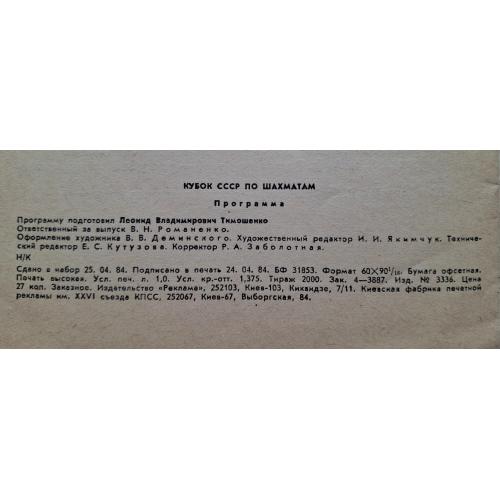 КУБОК СССР ПО ШАХМАТАМ
Программа
Программу подготовил Леонид Владимирович Тимошенко
Ответственный за выпуск В. Н. Романенко.
Оформление художника В. В. Деминского. Художественный редактор И. И. Якимчук. Техниче-
ский редактор Е. С. Кутузова. Корректор Р. А. Заболотная.
Н/К
Сдано в набор 25. 04. 84. Подписано в печать 24. 04. 84. БФ 31853. Формат 60×90¹/₁₆. Бумага офсетная.
Печать высокая. Усл. печ. л. 1,0. Усл. кр.-отт. 1,375. Тираж 2000. Зак. 4—3887. Изд. № 3336. Цена
27 коп. Заказное. Издательство «Реклама», 252103, Киев-103, Киквидзе, 7/11. Киевская фабрика печатной
рекламы им. XXVI съезда КПСС, 252067, Киев-67, Выборгская, 84.